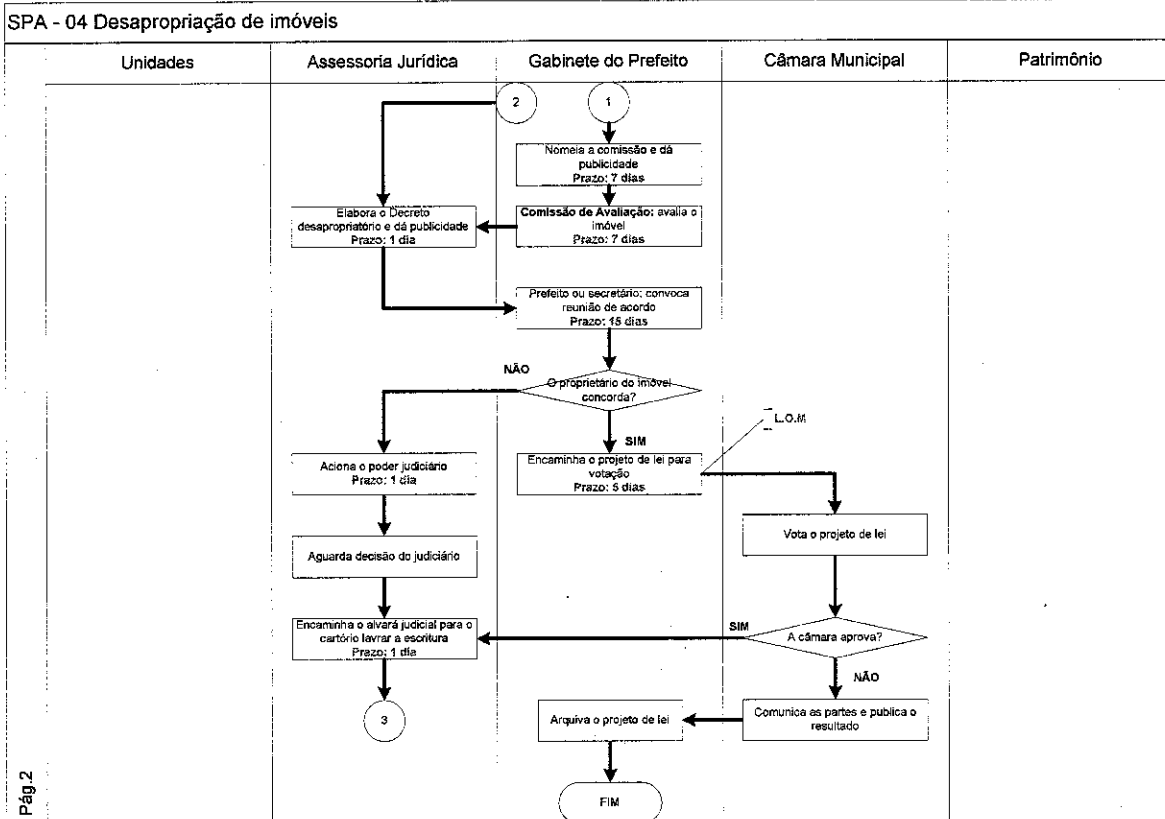 SPA - 04 Desapropriação de imóveis
Unidades
Assessoria Jurídica
Gabinete do Prefeito
Câmara Municipal
Patrimônio
2
1
Nomeia a comissão e dá
publicidade
Prazo: 7 dias
Elabora o Decreto
desapropriatório e dá publicidade
Prazo: 1 dia
Comissão de Avaliação: avalia o
imóvel
Prazo: 7 dias
Prefeito ou secretário: convoca
reunião de acordo
Prazo: 15 dias
NÃO
O proprietário do imóvel
concorda?
L.O.M
SIM
Aciona o poder judiciário
Prazo: 1 dia
Encaminha o projeto de lei para
votação
Prazo: 5 dias
Vota o projeto de lei
Aguarda decisão do judiciário
Encaminha o alvará judicial para o
cartório lavrar a escritura
Prazo: 1 dia
SIM
A câmara aprova?
NÃO
3
Arquiva o projeto de lei
Comunica as partes e publica o
resultado
FIM
Pág.2